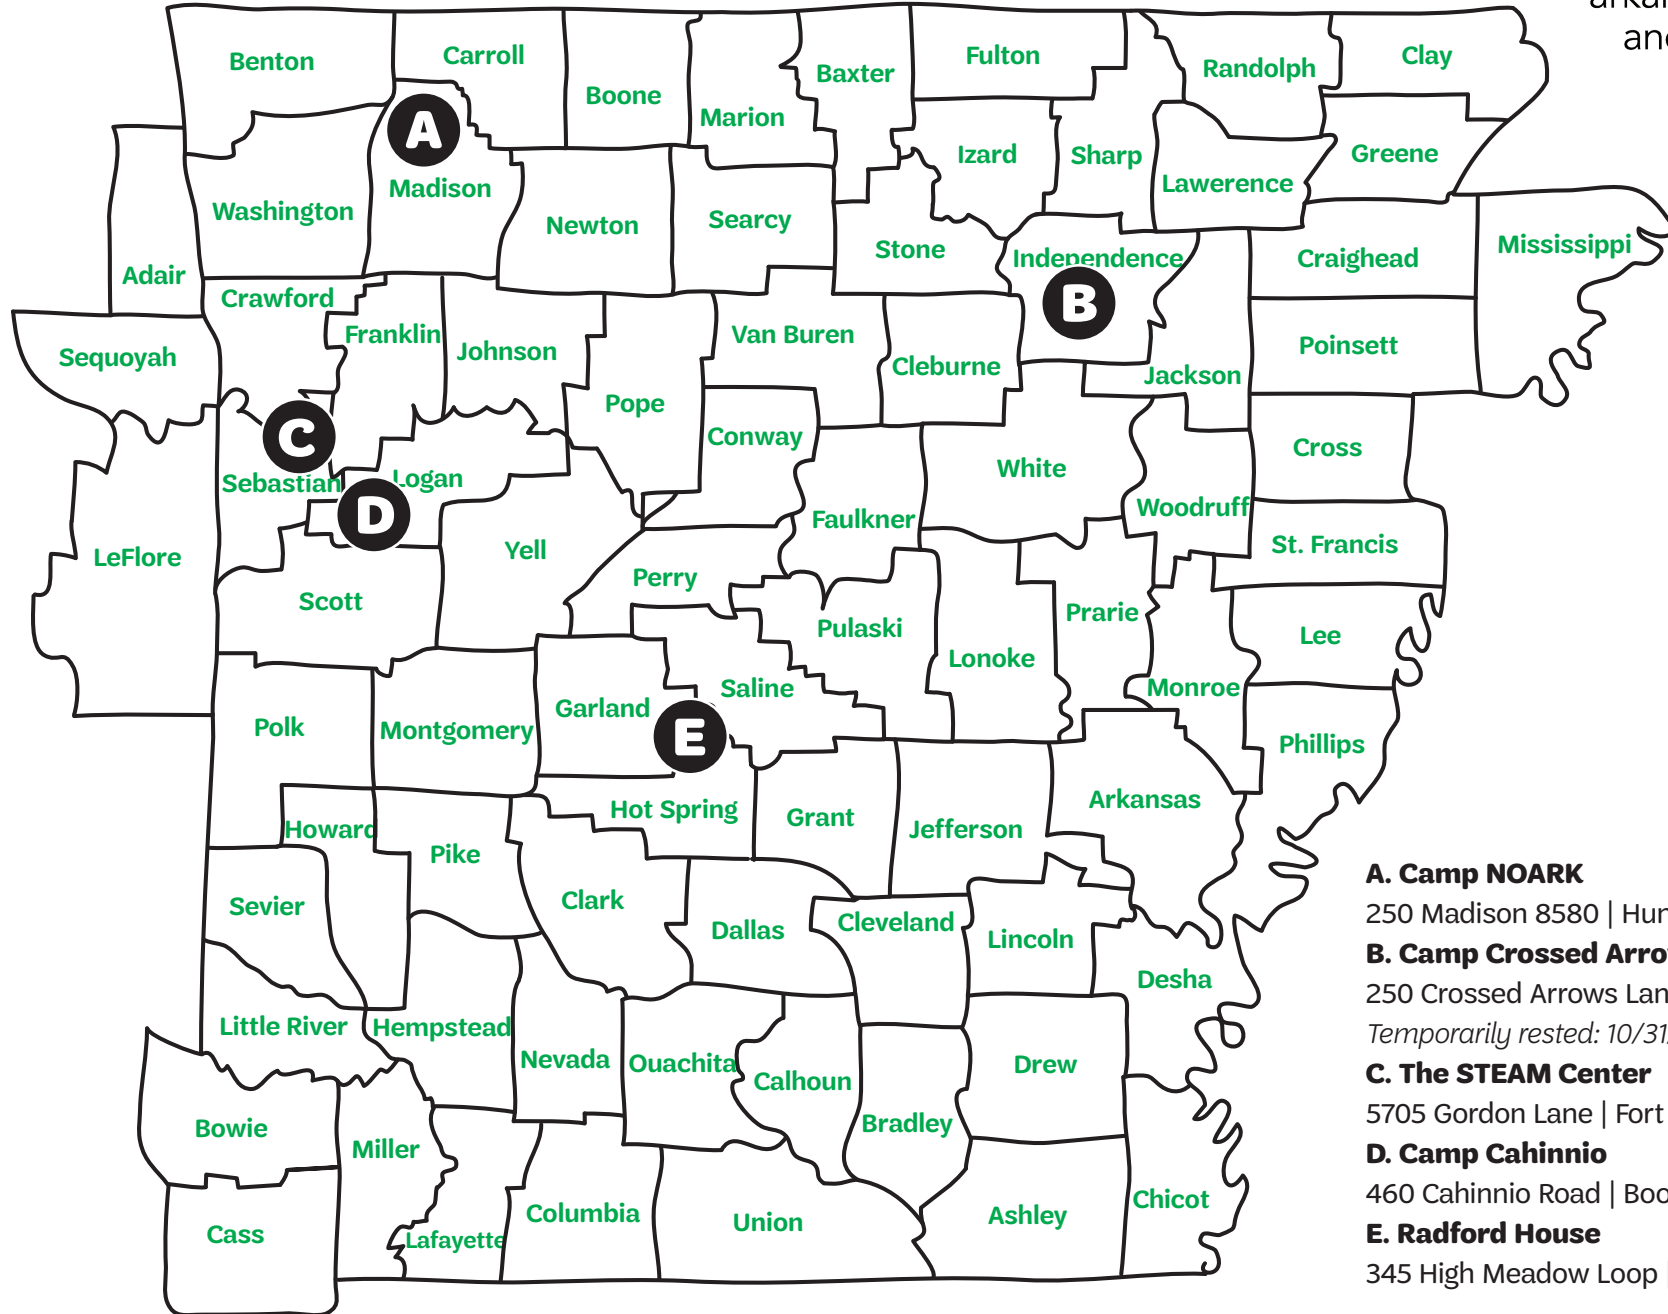 arkan
and
Benton
Carroll
Boone
Marion
Baxter
Fulton
Randolph
Clay
Izard
Sharp
Lawerence
Greene
Washington
Madison
Newton
Searcy
Stone
Independence
Craighead
Mississippi
Adair
Crawford
Franklin
Johnson
Van Buren
Cleburne
Jackson
Poinsett
Sequoyah
Pope
Conway
White
Cross
Sebastian
Logan
Faulkner
Woodruff
St. Francis
LeFlore
Yell
Scott
Perry
Pulaski
Prarie
Lee
Lonoke
Saline
Monroe
Garland
Polk
Montgomery
Phillips
Arkansas
Hot Spring
Grant
Jefferson
Howard
Pike
Sevier
Clark
Dallas
Cleveland
Lincoln
Desha
Little River
Hempstead
Nevada
Ouachita
Calhoun
Drew
Bowie
Miller
Bradley
Cass
Lafayette
Columbia
Union
Ashley
Chicot
A
B
C
D
E
A. Camp NOARK
250 Madison 8580 | Hun
B. Camp Crossed Arro
250 Crossed Arrows Lan
Temporarily rested: 10/31
C. The STEAM Center
5705 Gordon Lane | Fort
D. Camp Cahinnio
460 Cahinnio Road | Boo
E. Radford House
345 High Meadow Loop